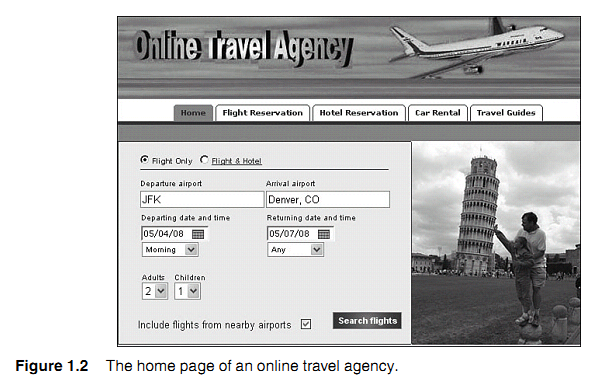 Online Travel Agency
Home Flight Reservation Hotel Reservation Car Rental Travel Guides
Flight Only Flight & Hotel
Departure airport Arrival airport
JFK Denver, CO
Departing date and time Returning date and time
05/04/08 05/07/08
Morning Any
Adults Children
2 1
Include flights from nearby airports Search flights
Figure 1.2 The home page of an online travel agency.